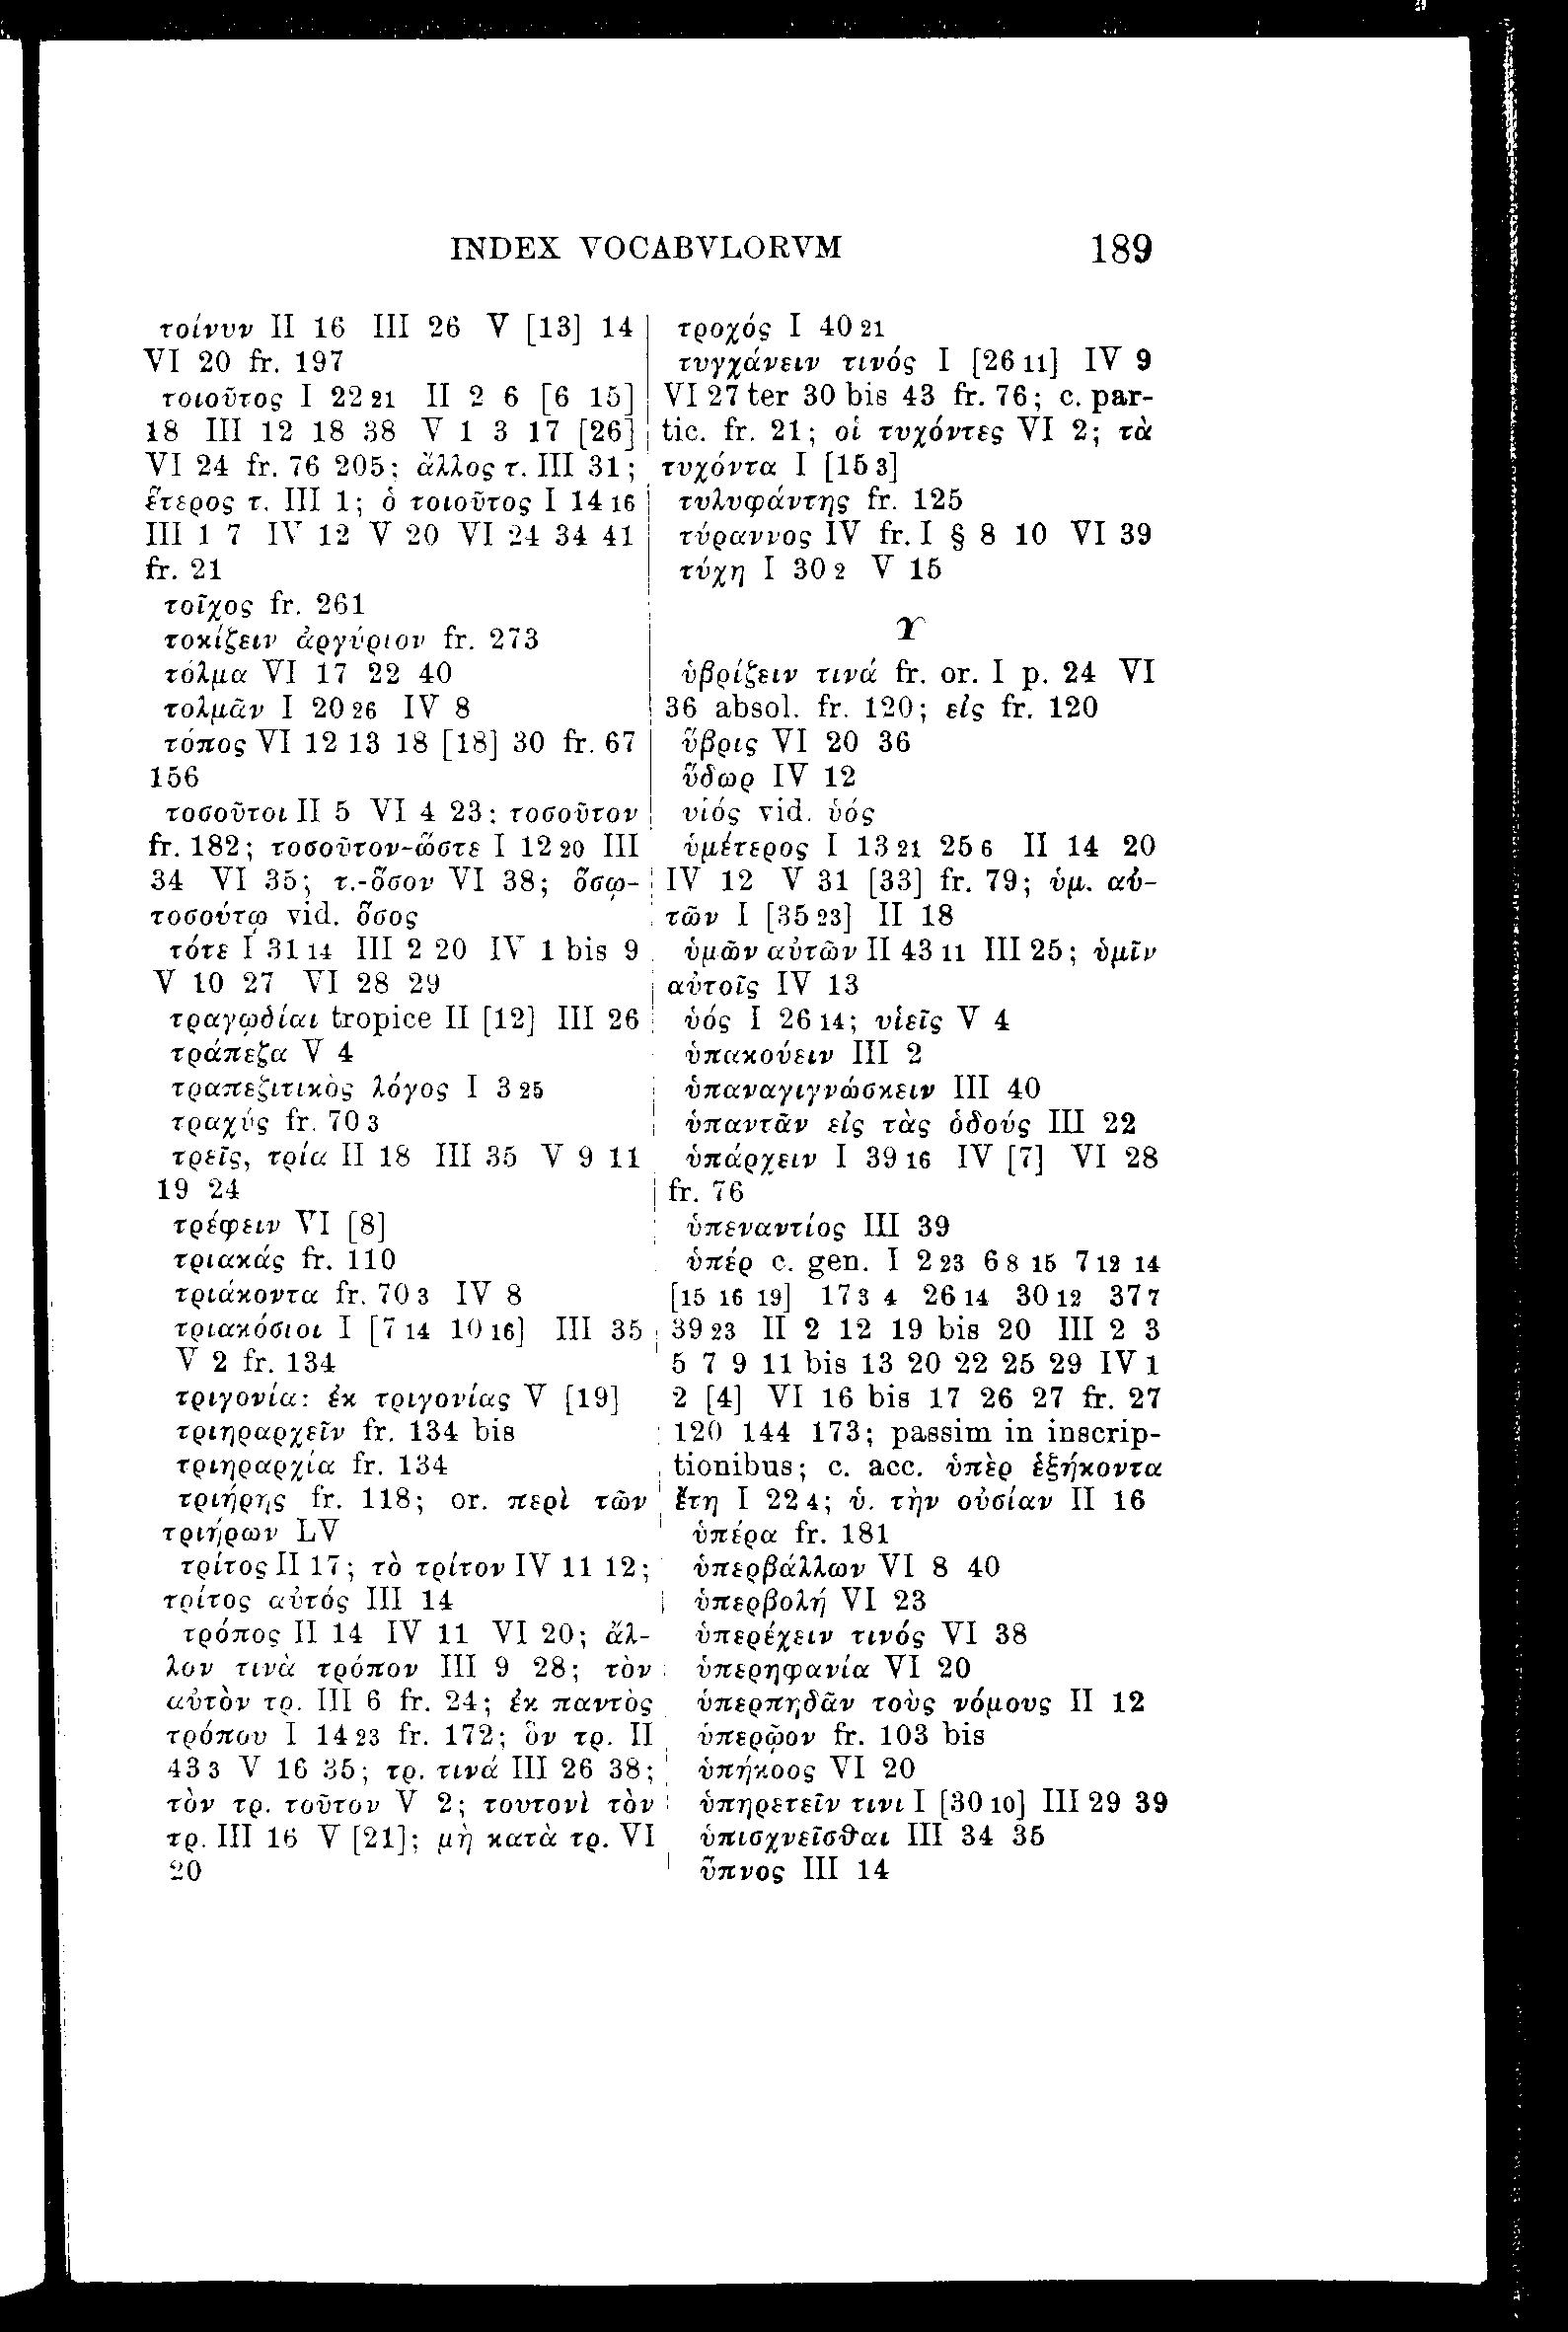 INDEX VOCABVLORVM 189
τοίνυν II 16 III 26 V [13] 14
VI 20 fr. 197
τοιοῦτος I 22 21 II 2 6 [6 15]
18 III 12 18 38 V 1 3 17 [26]
VI 24 fr. 76 205; ἄλλος τ. III 31;
ἕτερος τ. III 1; ὁ τοιοῦτος I 14 16
III 1 7 IV 12 V 20 VI 24 34 41
fr. 21
τοῖχος fr. 261
τοκίζειν ἀργύριον fr. 273
τόλμα VI 17 22 40
τολμᾶν I 20 26 IV 8
τόπος VI 12 13 18 [18] 30 fr. 67
156
τοσοῦτοι II 5 VI 4 23; τοσοῦτον
fr. 182; τοσοῦτον-ὥστε I 12 20 III
34 VI 35; τ.-ὅσον VI 38; ὅσῳ-
τοσούτῳ vid. ὅσος
τότε I 31 14 III 2 20 IV 1 bis 9
V 10 27 VI 28 29
τραγῳδίαι tropice II [12] III 26
τράπεζα V 4
τραπεζιτικὸς λόγος I 3 25
τραχύς fr. 70 3
τρεῖς, τρία II 18 III 35 V 9 11
19 24
τρέφειν VI [8]
τριακάς fr. 110
τριάκοντα fr. 70 3 IV 8
τριακόσιοι I [7 14 10 16] III 35
V 2 fr. 134
τριγονία: ἐκ τριγονίας V [19]
τριηραρχεῖν fr. 134 bis
τριηραρχία fr. 134
τριήρης fr. 118; or. περὶ τῶν
τριήρων LV
τρίτος II 17; τὸ τρίτον IV 11 12;
τρίτος αὐτός III 14
τρόπος II 14 IV 11 VI 20; ἄλ-
λον τινὰ τρόπον III 9 28; τὸν
αὐτὸν τρ. III 6 fr. 24; ἐκ παντὸς
τρόπου I 14 23 fr. 172; ὃν τρ. II
43 3 V 16 35; τρ. τινά III 26 38;
τὸν τρ. τοῦτον V 2; τουτονὶ τὸν
τρ. III 16 V [21]; μὴ κατὰ τρ. VI
20
τροχός I 40 21
τυγχάνειν τινός I [26 11] IV 9
VI 27 ter 30 bis 43 fr. 76; c. par-
tic. fr. 21; οἱ τυχόντες VI 2; τὰ
τυχόντα I [15 3]
τυλυφάντης fr. 125
τύραννος IV fr. I § 8 10 VI 39
τύχη I 30 2 V 15
Υ
ὑβρίζειν τινά fr. or. I p. 24 VI
36 absol. fr. 120; εἰς fr. 120
ὕβρις VI 20 36
ὕδωρ IV 12
υἱός vid. ὑός
ὑμέτερος I 13 21 25 6 II 14 20
IV 12 V 31 [33] fr. 79; ὑμ. αὐ-
τῶν I [35 23] II 18
ὑμῶν αὐτῶν II 43 11 III 25; ὑμῖν
αὐτοῖς IV 13
ὑός I 26 14; υἱεῖς V 4
ὑπακούειν III 2
ὑπαναγιγνώσκειν III 40
ὑπαντᾶν εἰς τὰς ὁδούς III 22
ὑπάρχειν I 39 16 IV [7] VI 28
fr. 76
ὑπεναντίος III 39
ὑπέρ c. gen. I 2 23 6 8 15 7 12 14
[15 16 19] 17 3 4 26 14 30 12 37 7
39 23 II 2 12 19 bis 20 III 2 3
5 7 9 11 bis 13 20 22 25 29 IV 1
2 [4] VI 16 bis 17 26 27 fr. 27
120 144 173; passim in inscrip-
tionibus; c. acc. ὑπὲρ ἑξήκοντα
ἔτη I 22 4; ὑ. τὴν οὐσίαν II 16
ὑπέρα fr. 181
ὑπερβάλλων VI 8 40
ὑπερβολή VI 23
ὑπερέχειν τινός VI 38
ὑπερηφανία VI 20
ὑπερπηδᾶν τοὺς νόμους II 12
ὑπερῷον fr. 103 bis
ὑπήκοος VI 20
ὑπηρετεῖν τινι I [30 10] III 29 39
ὑπισχνεῖσθαι III 34 35
ὕπνος III 14